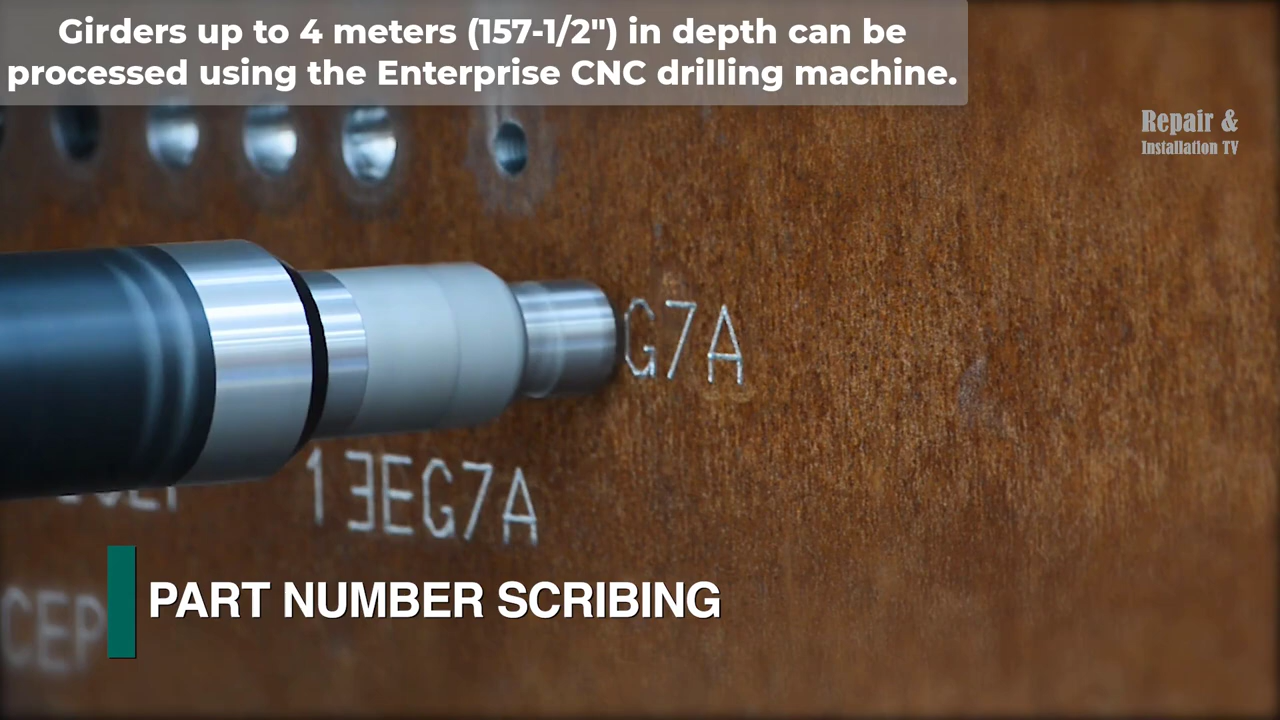 Girders up to 4 meters (157-1/2") in depth can be
processed using the Enterprise CNC drilling machine.
Repair &
Installation TV
G7A
13EG7A
CEP
PART NUMBER SCRIBING